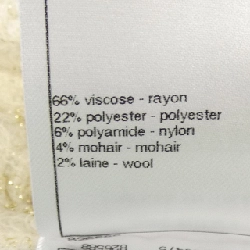 66% viscose - rayon
22% polyester - polyester
6% polyamide - nylon
4% mohair - mohair
2% laine - wool